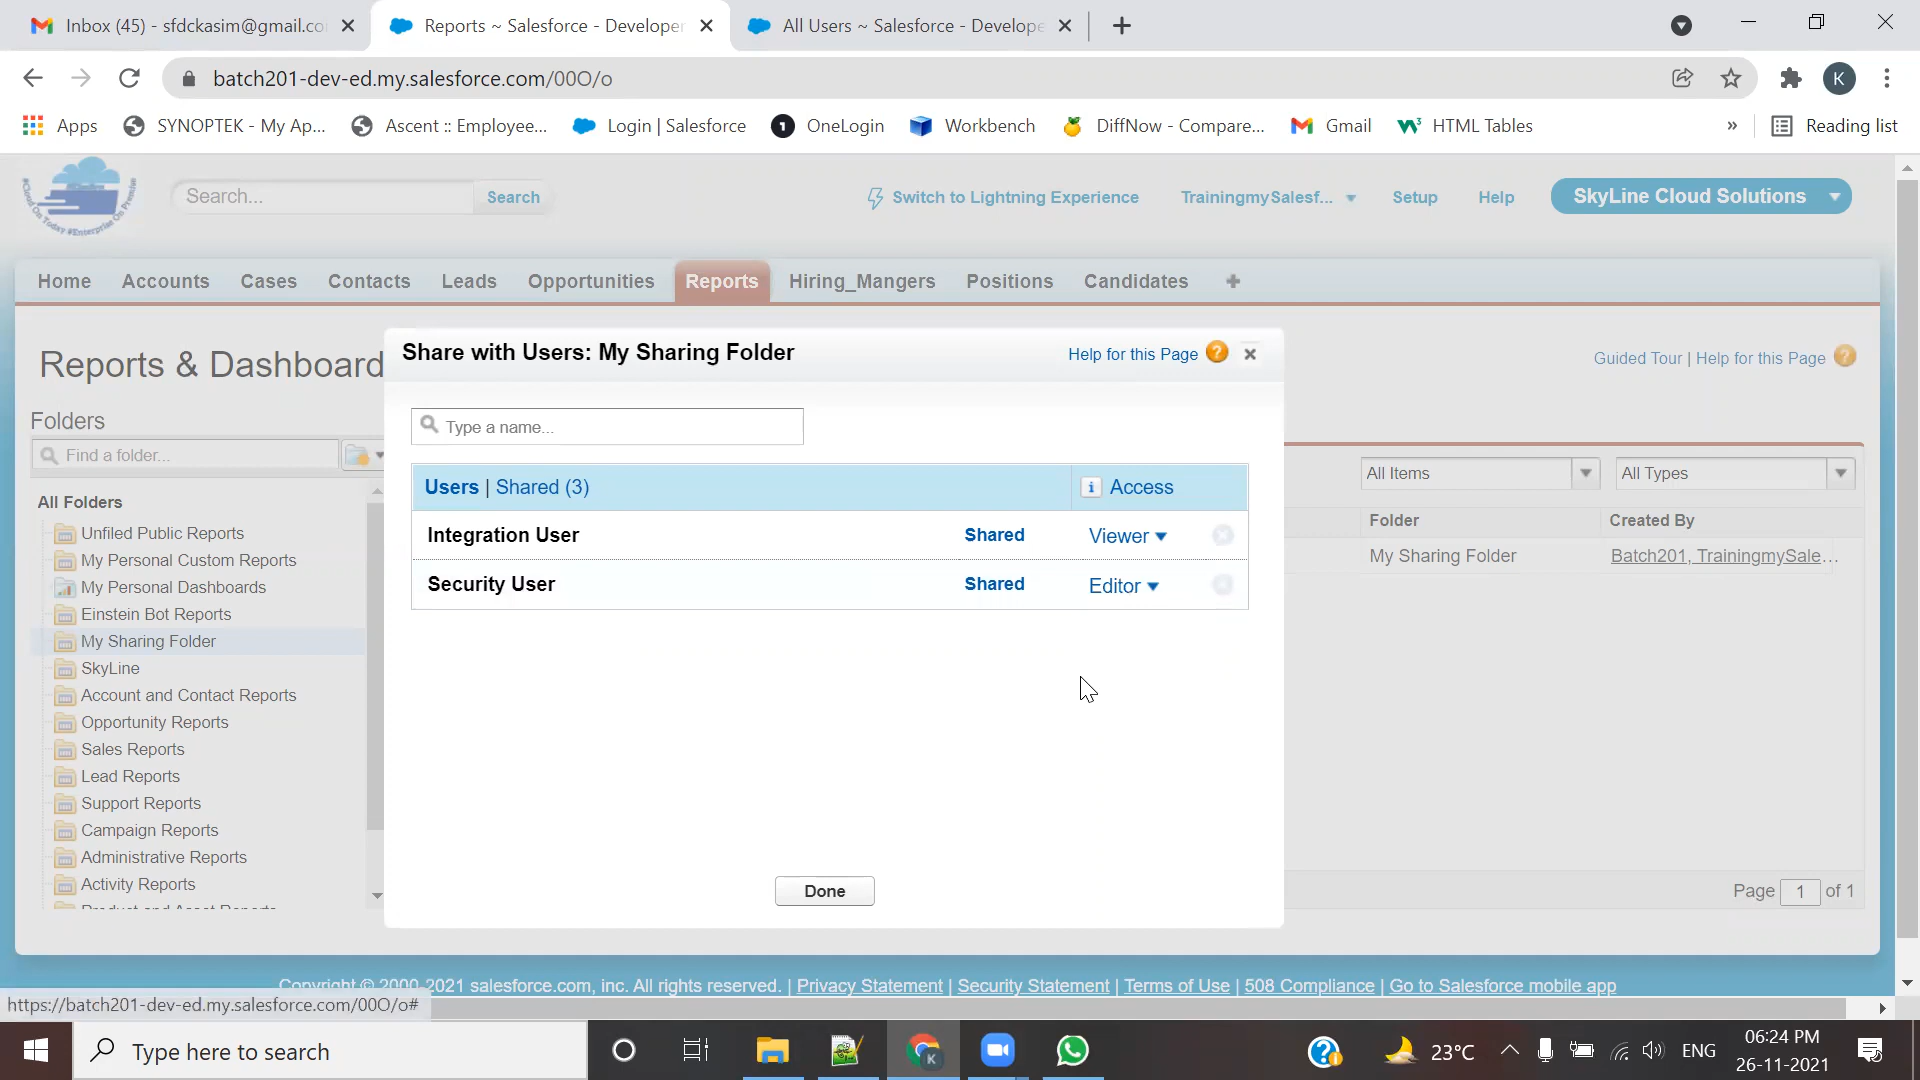 Inbox (45) - sfdckasim@gmail.co
Reports ~ Salesforce - Developer
All Users ~ Salesforce - Develope
batch201-dev-ed.my.salesforce.com/00O/o
K
Apps
SYNOPTEK - My Ap...
Ascent :: Employee...
Login | Salesforce
OneLogin
Workbench
DiffNow - Compare...
Gmail
HTML Tables
»
Reading list
#Cloud On Today #Enterprise On Premise
Search...
Search
Switch to Lightning Experience
TrainingmySalesf...
Setup
Help
SkyLine Cloud Solutions
Home
Accounts
Cases
Contacts
Leads
Opportunities
Reports
Hiring_Mangers
Positions
Candidates
Reports & Dashboard
Guided Tour | Help for this Page
Folders
Find a folder...
All Folders
Unfiled Public Reports
My Personal Custom Reports
My Personal Dashboards
Einstein Bot Reports
My Sharing Folder
SkyLine
Account and Contact Reports
Opportunity Reports
Sales Reports
Lead Reports
Support Reports
Campaign Reports
Administrative Reports
Activity Reports
Share with Users: My Sharing Folder
Help for this Page
Type a name...
Users | Shared (3)
Access
Integration User
Shared
Viewer
Security User
Shared
Editor
Done
All Items
All Types
Folder
Created By
My Sharing Folder
Batch201, TrainingmySale...
Page 1 of 1
Copyright © 2000-2021 salesforce.com, inc. All rights reserved. | Privacy Statement | Security Statement | Terms of Use | 508 Compliance | Go to Salesforce mobile app
https://batch201-dev-ed.my.salesforce.com/00O/o#
Type here to search
23°C
ENG
06:24 PM
26-11-2021